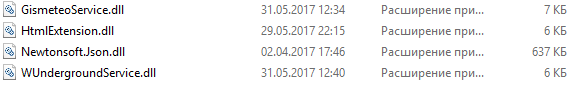 GismeteoService.dll 31.05.2017 12:34 Расширение при... 7 КБ
HtmlExtension.dll 29.05.2017 22:15 Расширение при... 6 КБ
Newtonsoft.Json.dll 02.04.2017 17:46 Расширение при... 637 КБ
WUndergroundService.dll 31.05.2017 12:40 Расширение при... 6 КБ